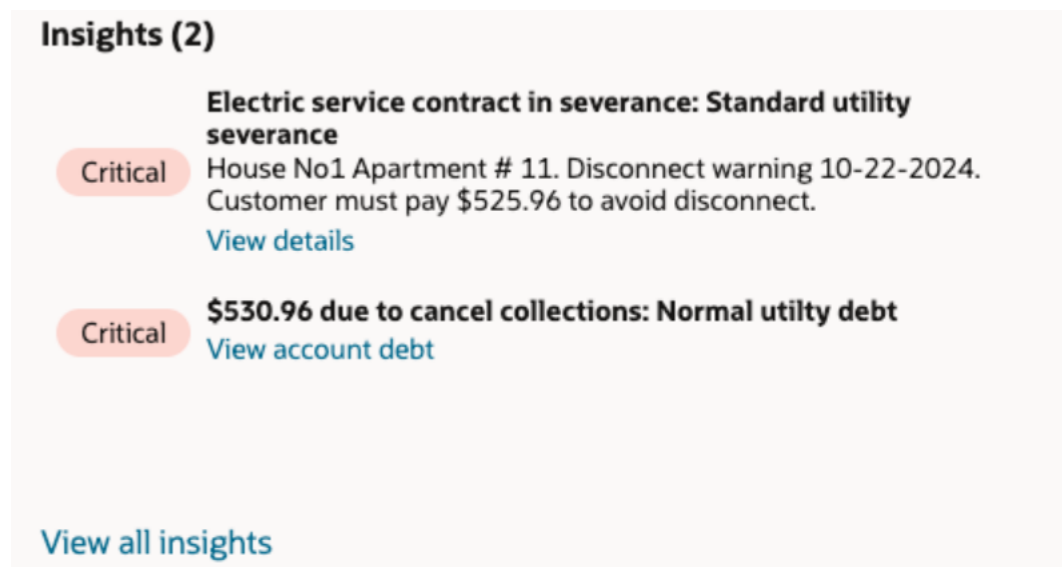 Insights (2)
Electric service contract in severance: Standard utility
severance
Critical
House No1 Apartment # 11. Disconnect warning 10-22-2024.
Customer must pay $525.96 to avoid disconnect.
View details
$530.96 due to cancel collections: Normal utilty debt
Critical
View account debt
View all insights